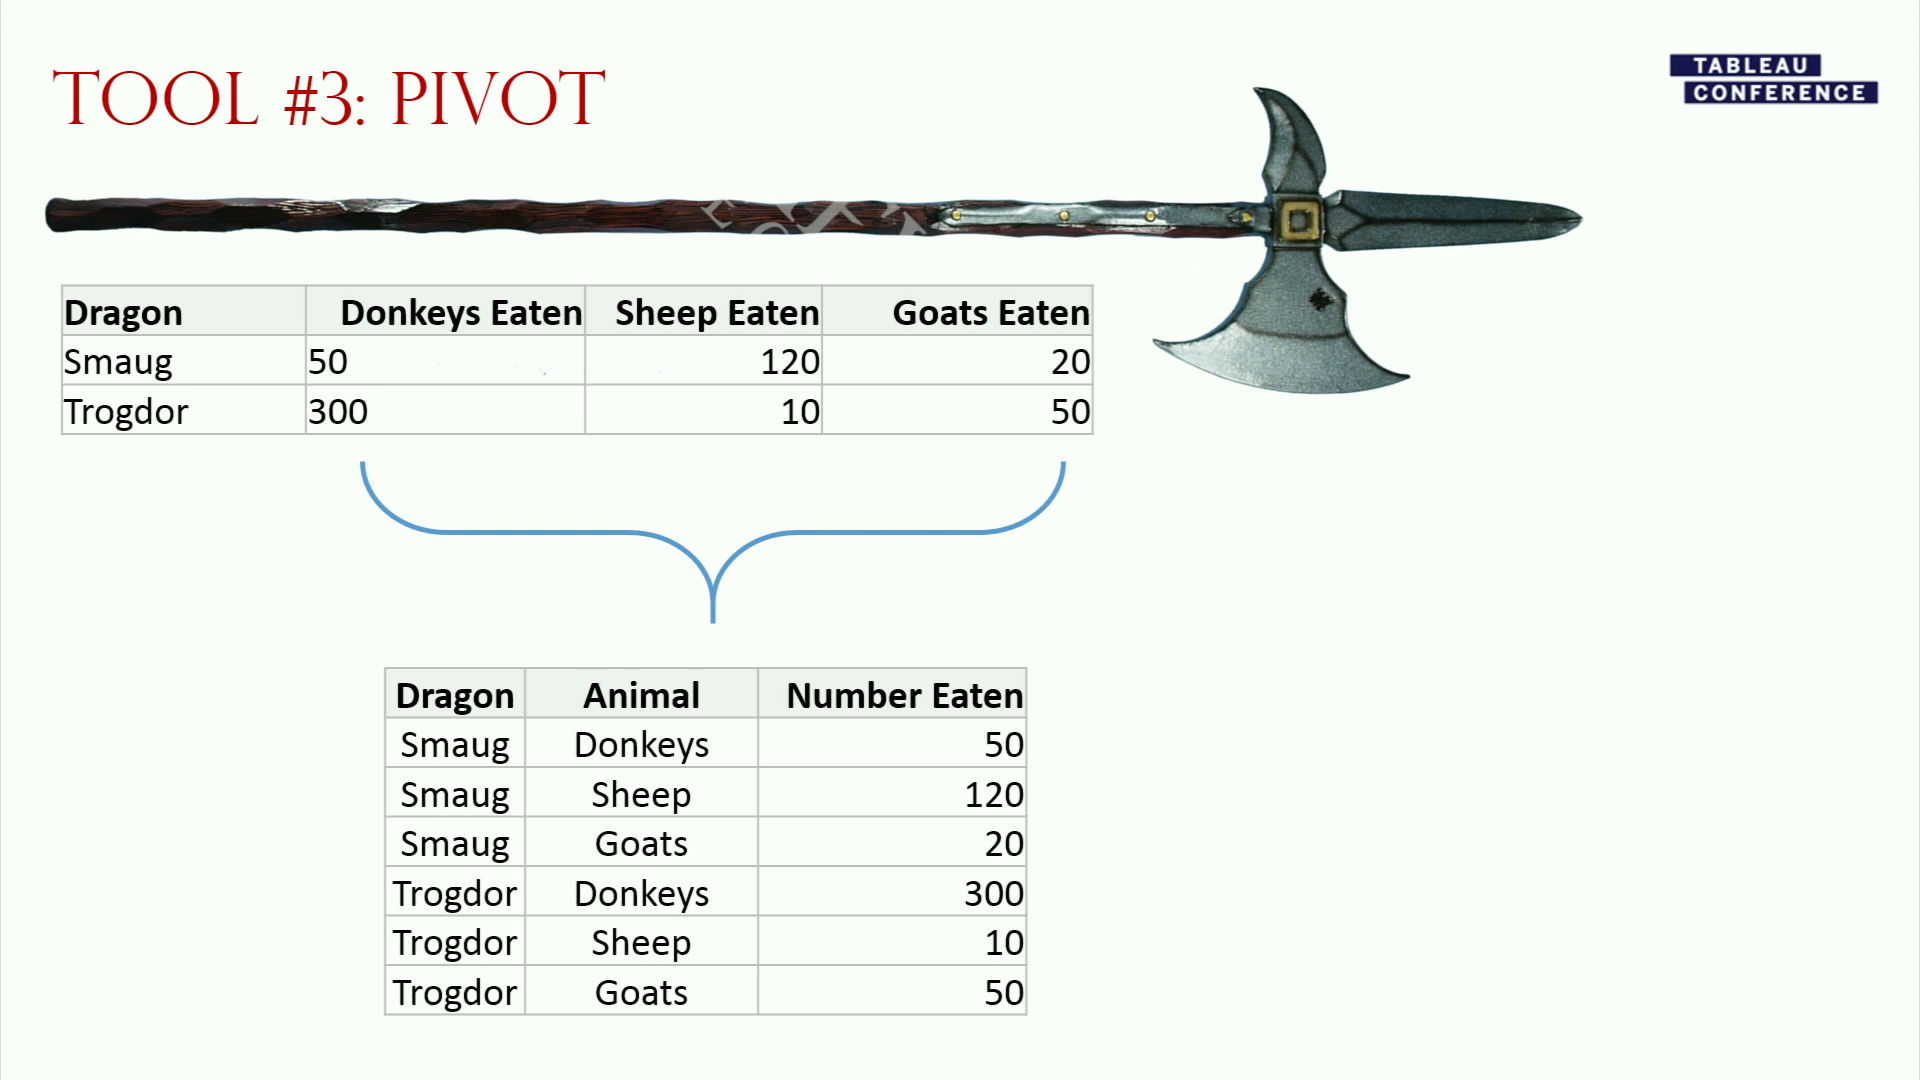 TOOL #3: PIVOT
TABLEAU
CONFERENCE
Dragon Donkeys Eaten Sheep Eaten Goats Eaten
Smaug 50 120 20
Trogdor 300 10 50
Dragon Animal Number Eaten
Smaug Donkeys 50
Smaug Sheep 120
Smaug Goats 20
Trogdor Donkeys 300
Trogdor Sheep 10
Trogdor Goats 50